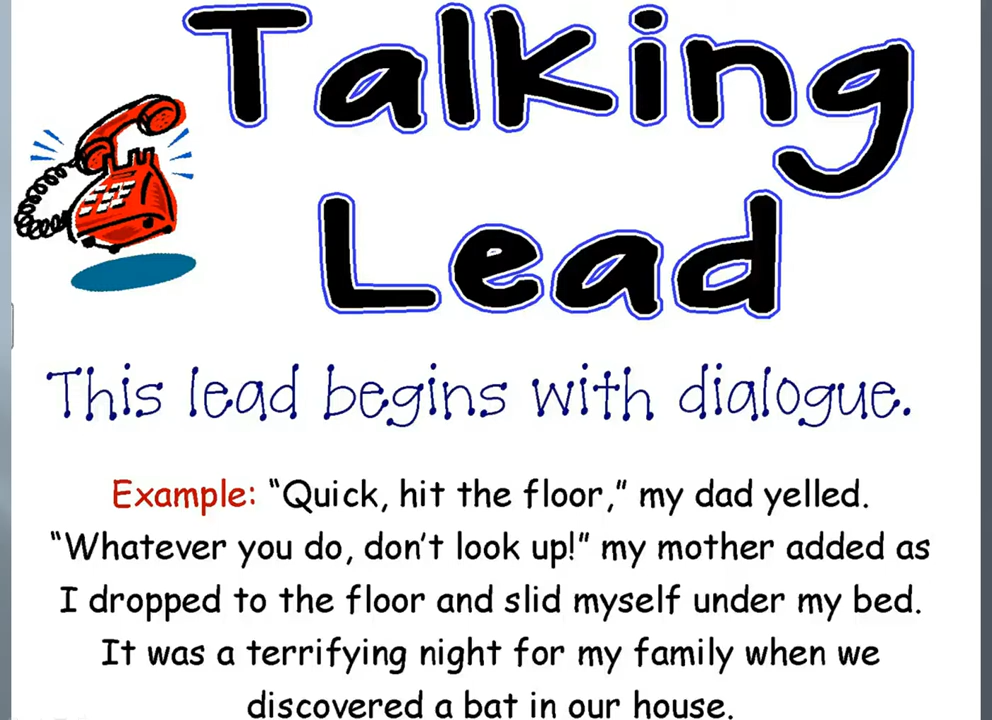 Talking
Lead
This lead begins with dialogue.
Example: “Quick, hit the floor,” my dad yelled.
“Whatever you do, don’t look up!” my mother added as
I dropped to the floor and slid myself under my bed.
It was a terrifying night for my family when we
discovered a bat in our house.